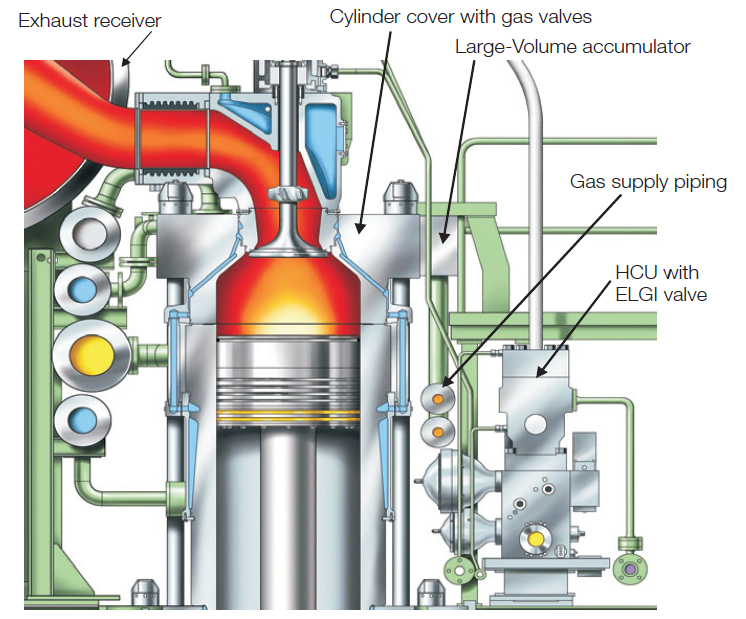 Exhaust receiver
Cylinder cover with gas valves
Large-Volume accumulator
Gas supply piping
HCU with
ELGI valve